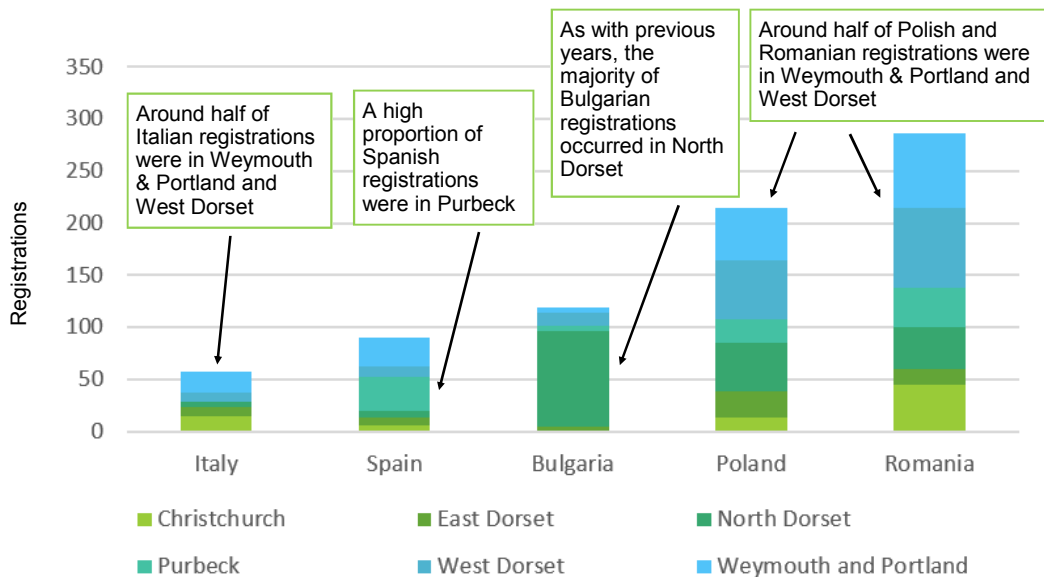 Around half of
Italian registrations
were in Weymouth
& Portland and
West Dorset
A high
proportion of
Spanish
registrations
were in Purbeck
As with previous
years, the
majority of
Bulgarian
registrations
occurred in North
Dorset
Around half of Polish and
Romanian registrations were
in Weymouth & Portland and
West Dorset
Registrations
350
300
250
200
150
100
50
0
Italy
Spain
Bulgaria
Poland
Romania
Christchurch
East Dorset
North Dorset
Purbeck
West Dorset
Weymouth and Portland